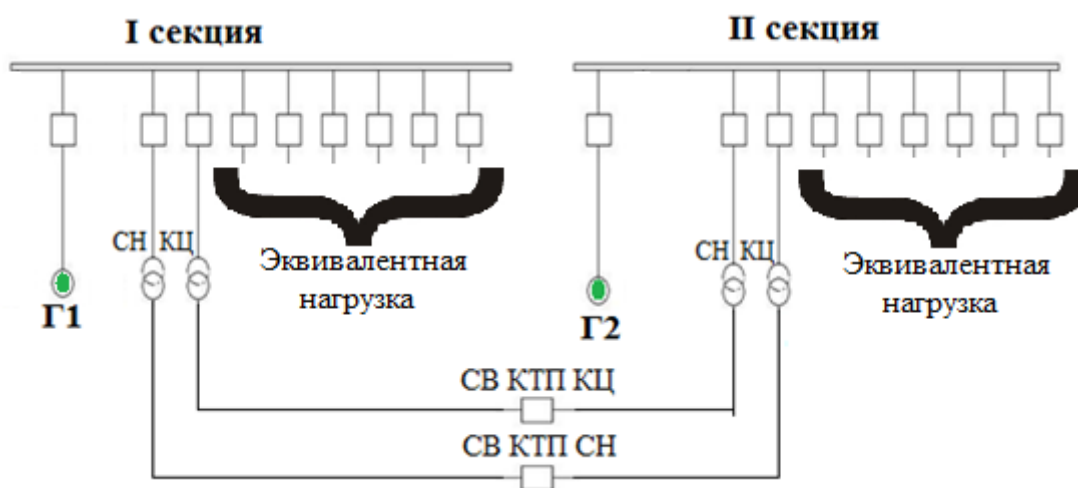 I секция
II секция
СН КЦ
Эквивалентная
нагрузка
СН КЦ
Эквивалентная
нагрузка
Г1
Г2
СВ КТП КЦ
СВ КТП СН